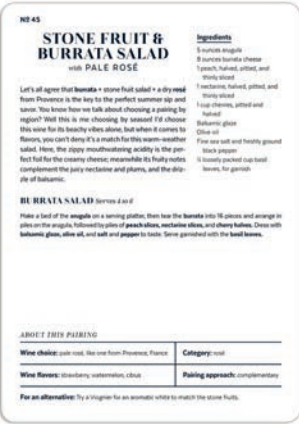 Nº 45
STONE FRUIT &
BURRATA SALAD
with PALE ROSÉ
Let's all agree that burrata + stone fruit salad + a dry rosé
from Provence is the key to the perfect summer sip and
savor. You know how we talk about choosing a pairing by
region? Well this is me choosing by season! I'd choose
this wine for its beachy vibes alone, but when it comes to
flavors, you can't deny it's a match for this warm-weather
salad. Here, the zippy mouthwatering acidity is the per-
fect foil for the creamy cheese; meanwhile its fruity notes
complement the juicy nectarine and plums, and the driz-
zle of balsamic.
Ingredients
5 ounces arugula
8 ounces burrata cheese
1 peach, halved, pitted, and
thinly sliced
1 nectarine, halved, pitted, and
thinly sliced
1 cup cherries, pitted and
halved
Balsamic glaze
Olive oil
Fine sea salt and freshly ground
black pepper
½ loosely packed cup basil
leaves, for garnish
BURRATA SALAD Serves 4 to 6
Make a bed of the arugula on a serving platter, then tear the burrata into 16 pieces and arrange in
piles on the arugula, followed by piles of peach slices, nectarine slices, and cherry halves. Dress with
balsamic glaze, olive oil, and salt and pepper to taste. Serve garnished with the basil leaves.
ABOUT THIS PAIRING
Wine choice: pale rosé, like one from Provence, France
Category: rosé
Wine flavors: strawberry, watermelon, citrus
Pairing approach: complementary
For an alternative: Try a Viognier for an aromatic white to match the stone fruits.